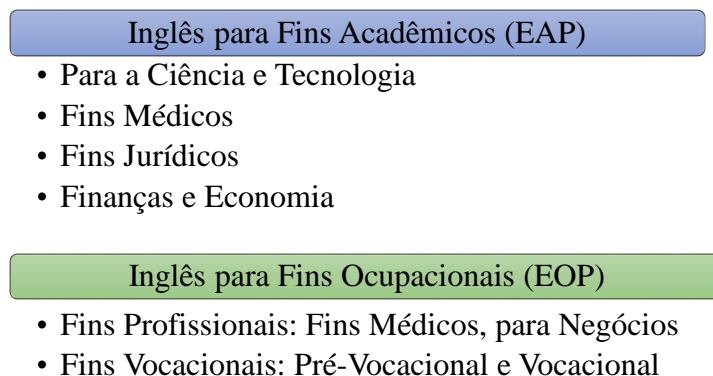 Inglês para Fins Acadêmicos (EAP)
• Para a Ciência e Tecnologia
• Fins Médicos
• Fins Jurídicos
• Finanças e Economia
Inglês para Fins Ocupacionais (EOP)
• Fins Profissionais: Fins Médicos, para Negócios
• Fins Vocacionais: Pré-Vocacional e Vocacional